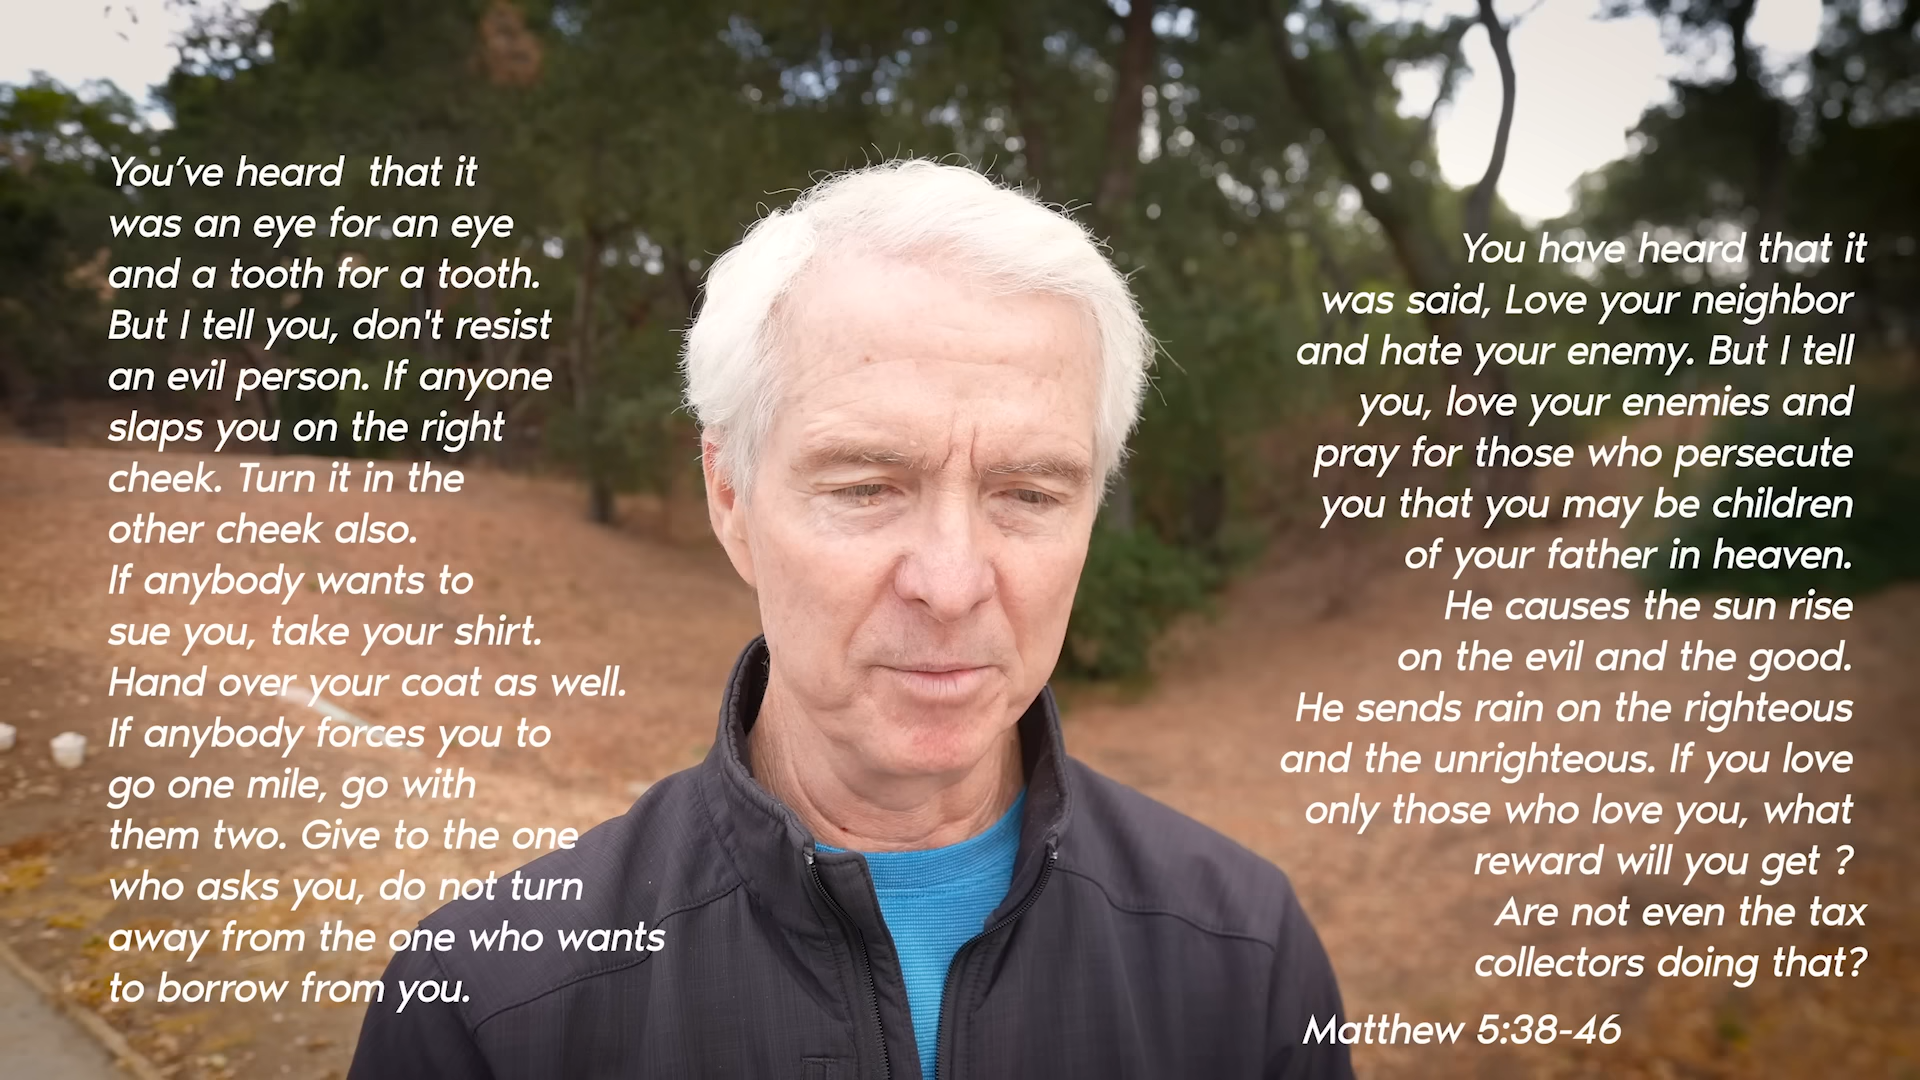 You've heard  that it
was an eye for an eye
and a tooth for a tooth.
But I tell you, don't resist
an evil person. If anyone
slaps you on the right
cheek. Turn it in the
other cheek also.
If anybody wants to
sue you, take your shirt.
Hand over your coat as well.
If anybody forces you to
go one mile, go with
them two. Give to the one
who asks you, do not turn
away from the one who wants
to borrow from you.
You have heard that it
was said, Love your neighbor
and hate your enemy. But I tell
you, love your enemies and
pray for those who persecute
you that you may be children
of your father in heaven.
He causes the sun rise
on the evil and the good.
He sends rain on the righteous
and the unrighteous. If you love
only those who love you, what
reward will you get ?
Are not even the tax
collectors doing that?
Matthew 5:38-46